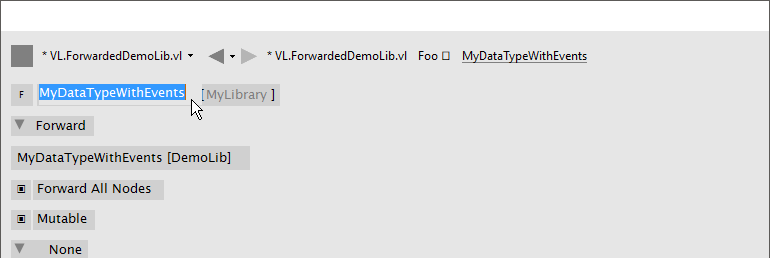 * VL.ForwardedDemoLib.vl * VL.ForwardedDemoLib.vl Foo MyDataTypeWithEvents
F MyDataTypeWithEvents [ MyLibrary ]
Forward
MyDataTypeWithEvents [DemoLib]
Forward All Nodes
Mutable
None